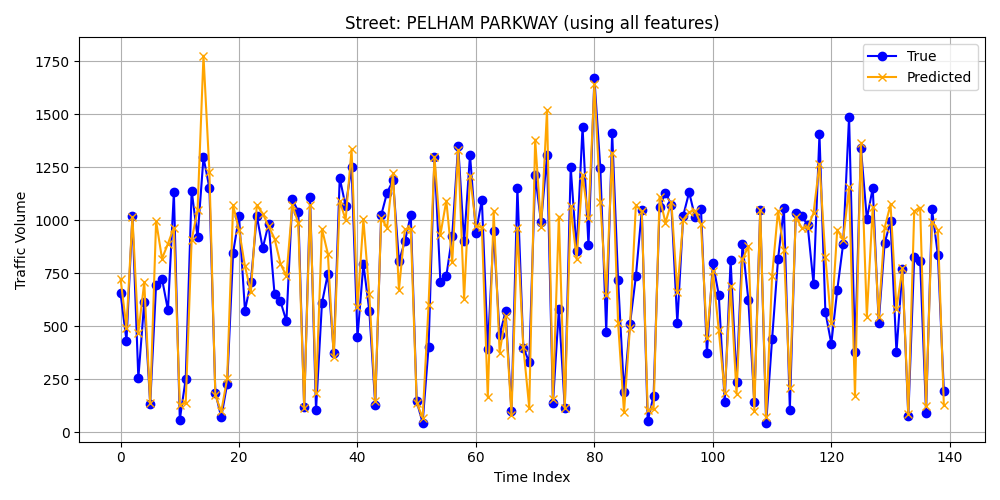 Street: PELHAM PARKWAY (using all features)
True
Predicted
Traffic Volume
1750
1500
1250
1000
750
500
250
0
0 20 40 60 80 100 120 140
Time Index